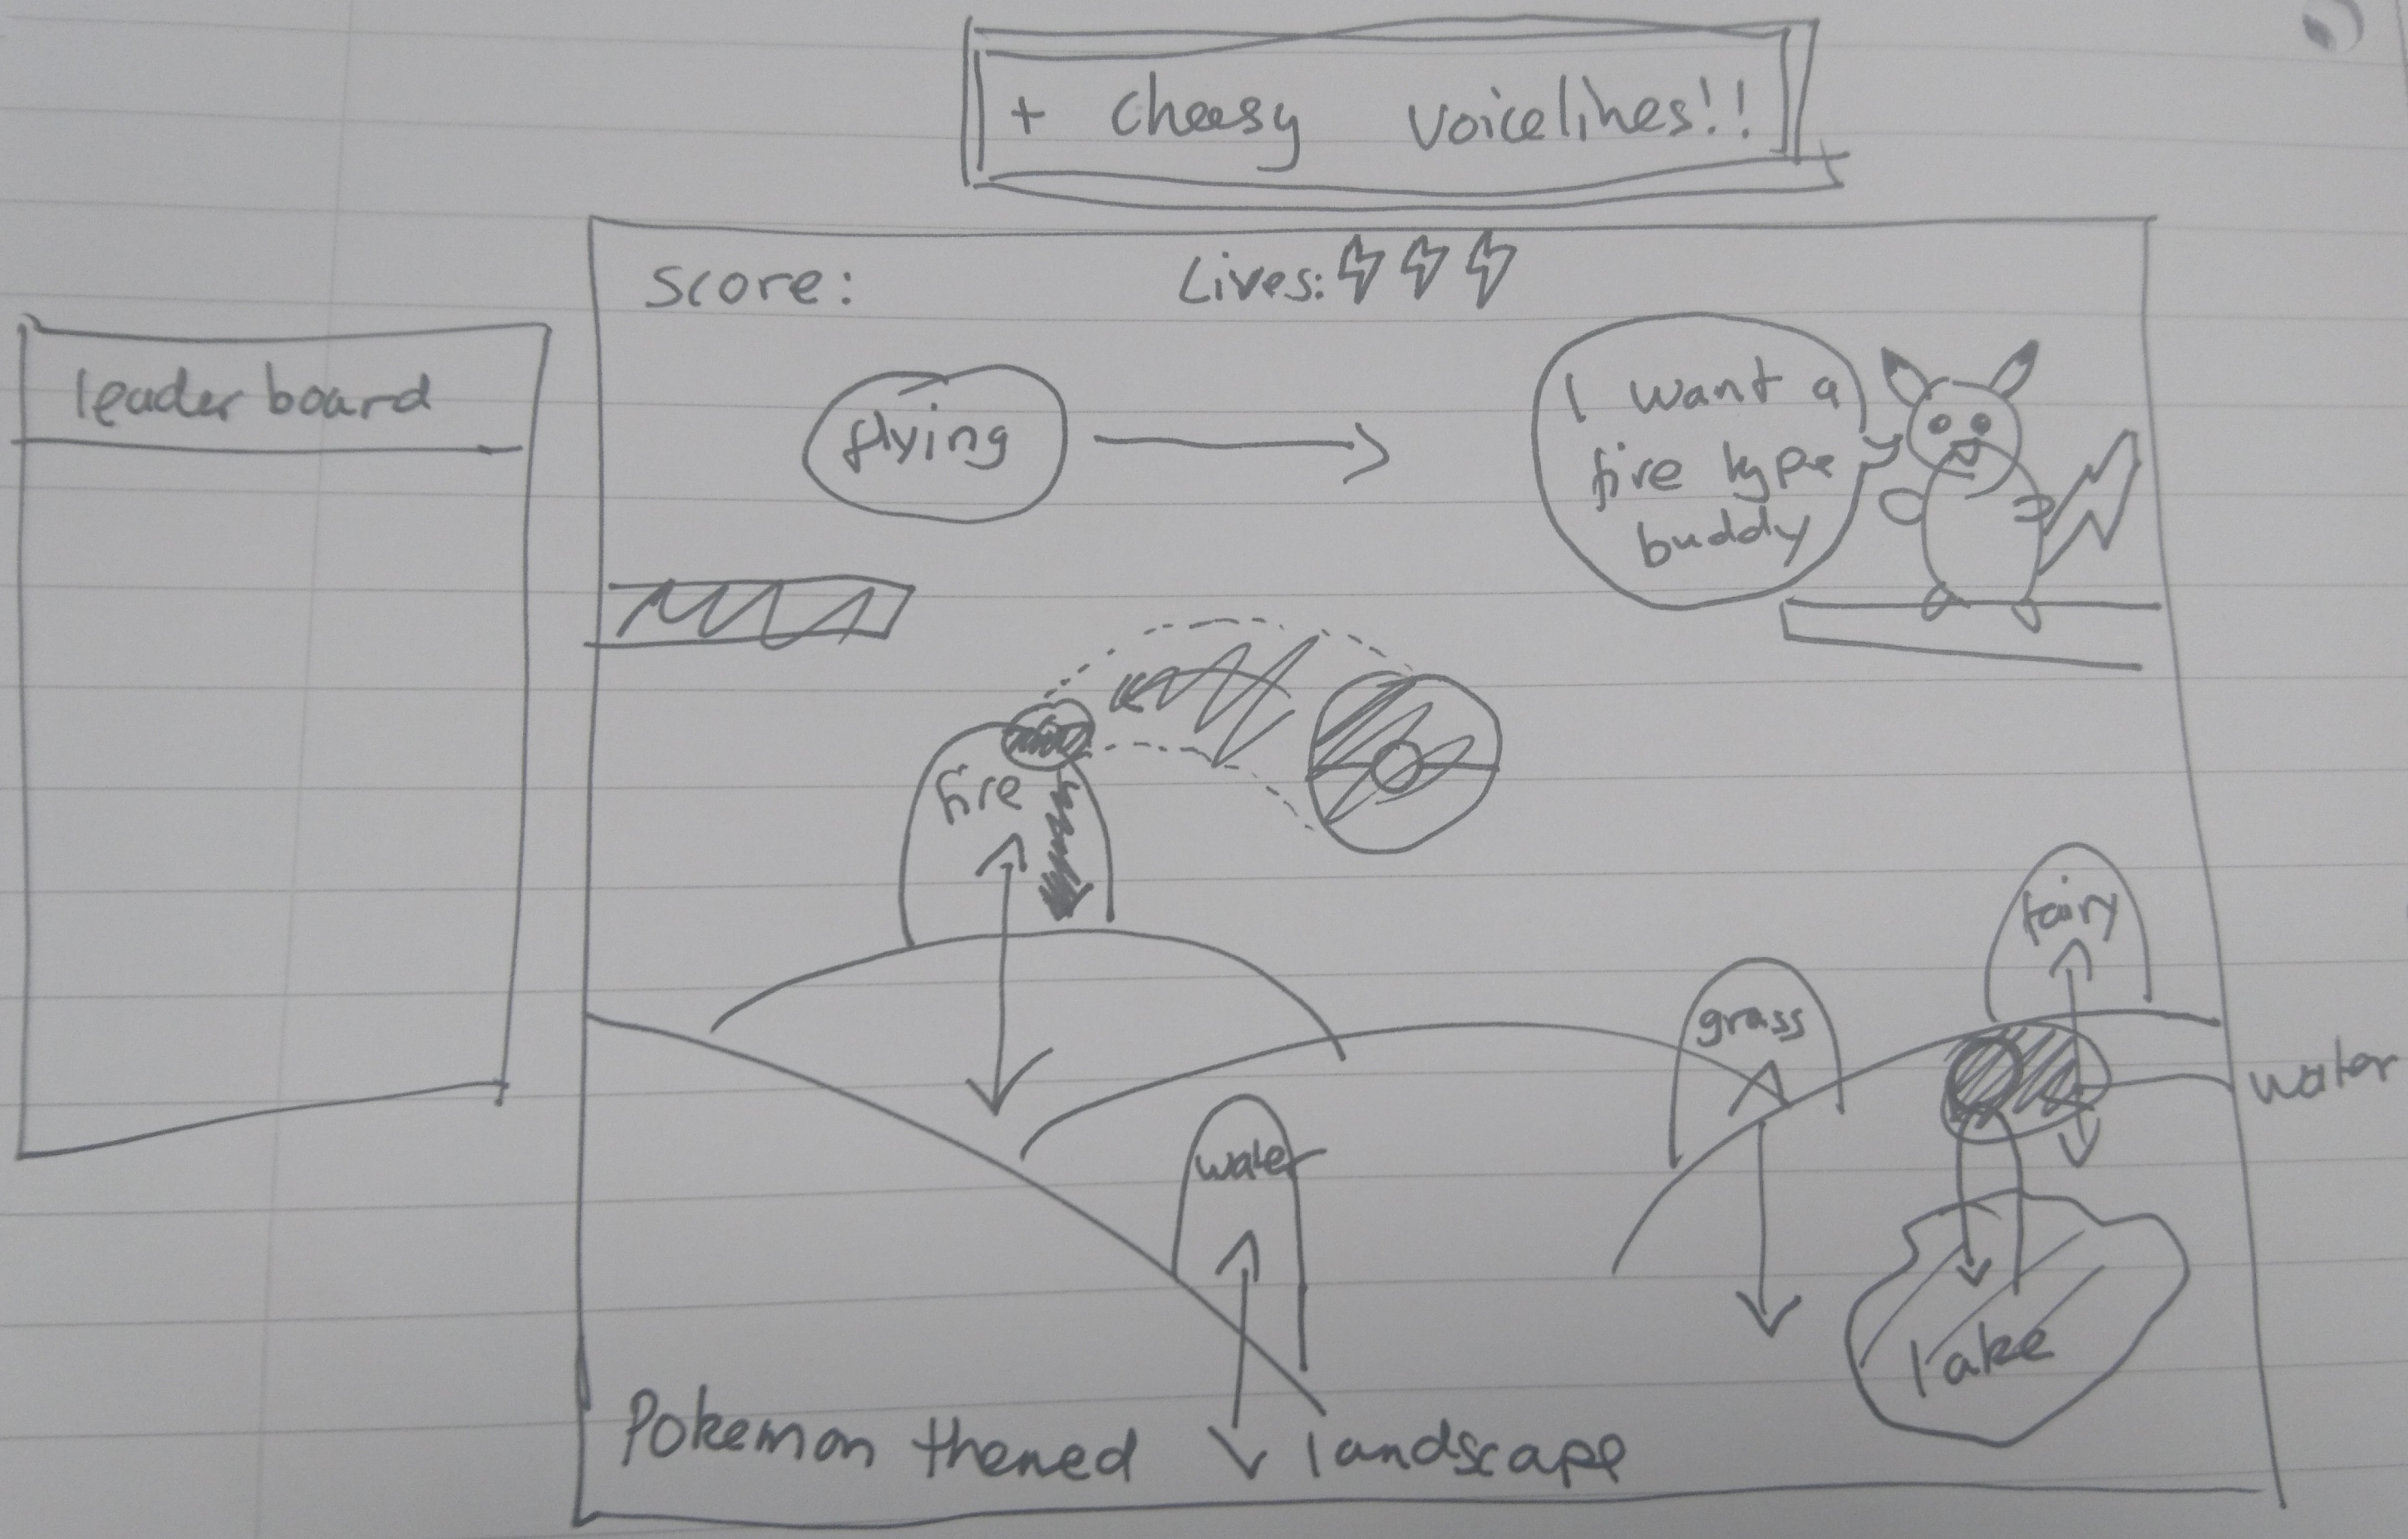 + cheesy voicelines!!
Score:
Lives:
leaderboard
flying
I want a
fire type
buddy
fire
fairy
grass
water
water
lake
Pokemon themed landscape